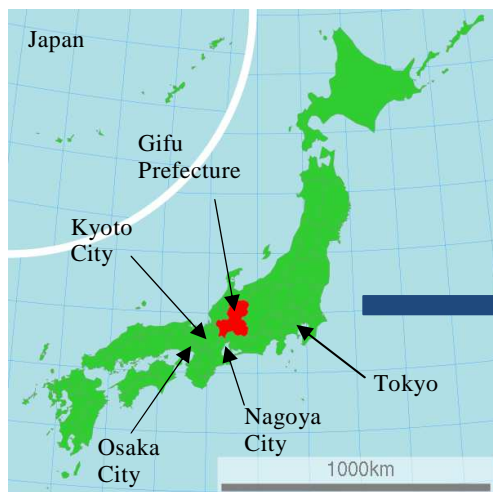 Japan
Gifu
Prefecture
Kyoto
City
Tokyo
Nagoya
City
Osaka
City
1000km